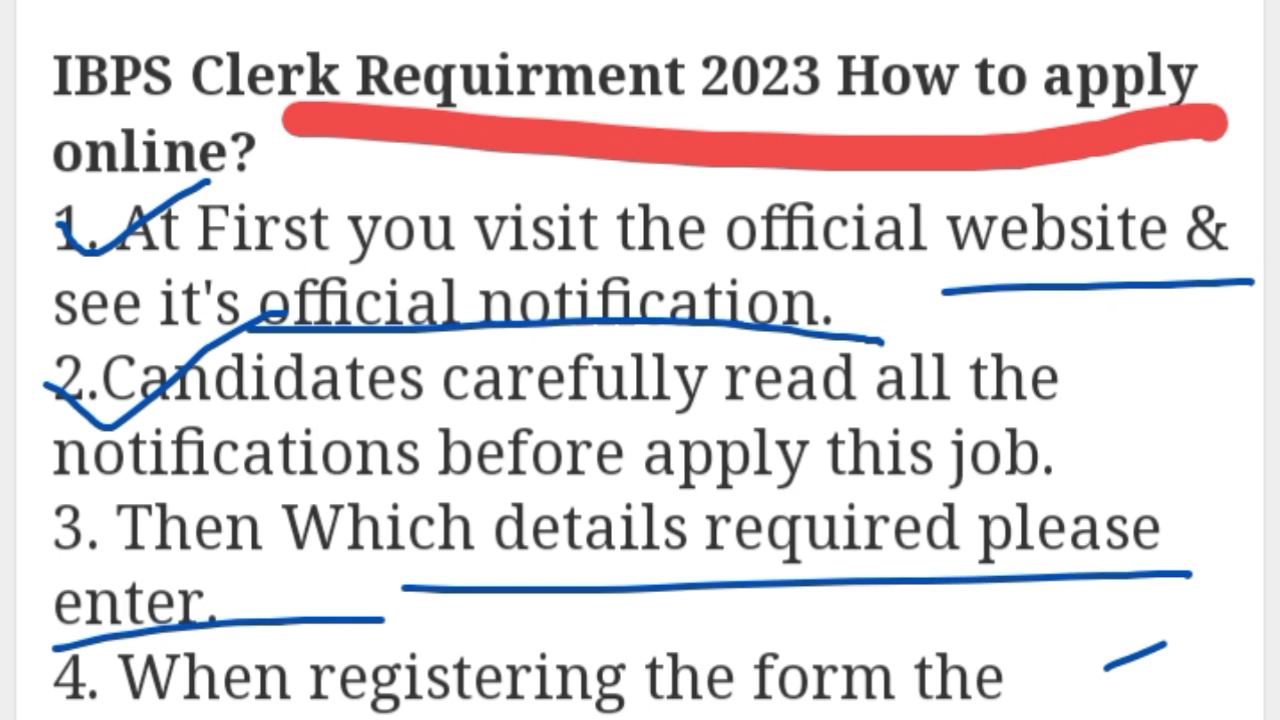 IBPS Clerk Requirment 2023 How to apply
online?
1. At First you visit the official website &
see it's official notification.
2.Candidates carefully read all the
notifications before apply this job.
3. Then Which details required please
enter.
4. When registering the form the